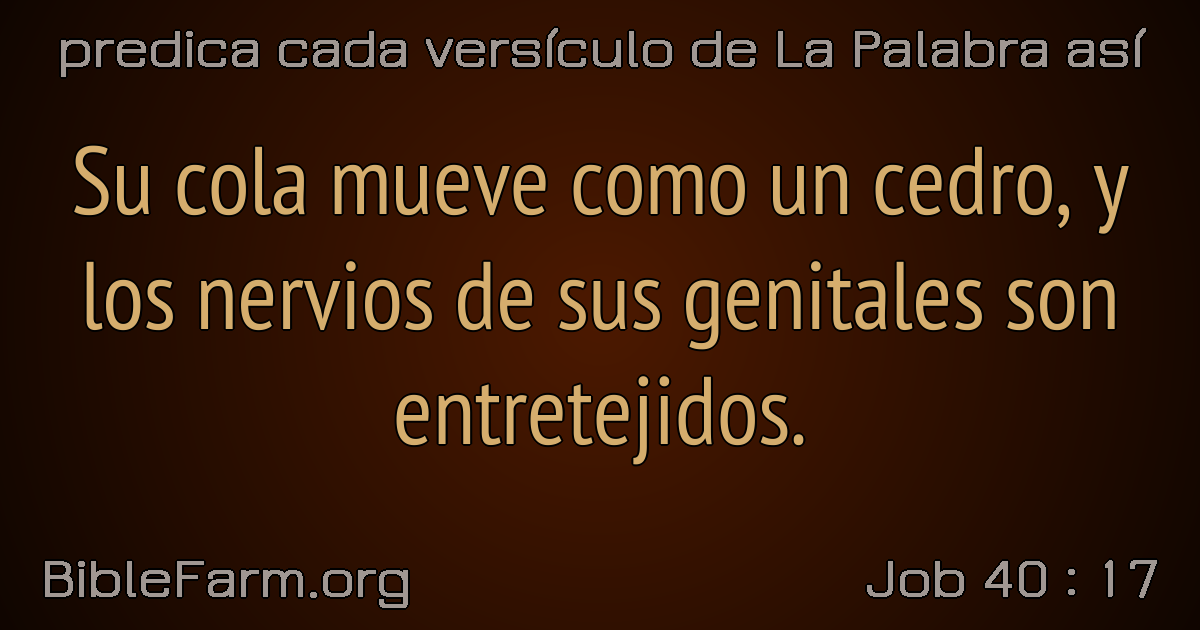 predica cada versículo de La Palabra así
Su cola mueve como un cedro, y
los nervios de sus genitales son
entretejidos.
BibleFarm.org
Job 40 : 17